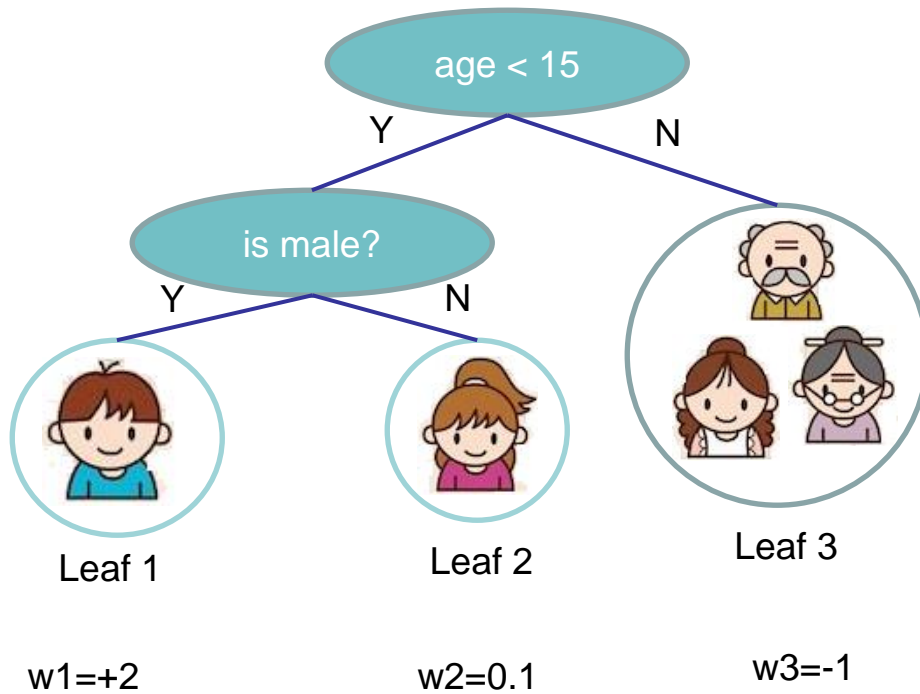 age < 15
Y
N
is male?
Y
N
Leaf 1
Leaf 2
Leaf 3
w1=+2
w2=0.1
w3=-1